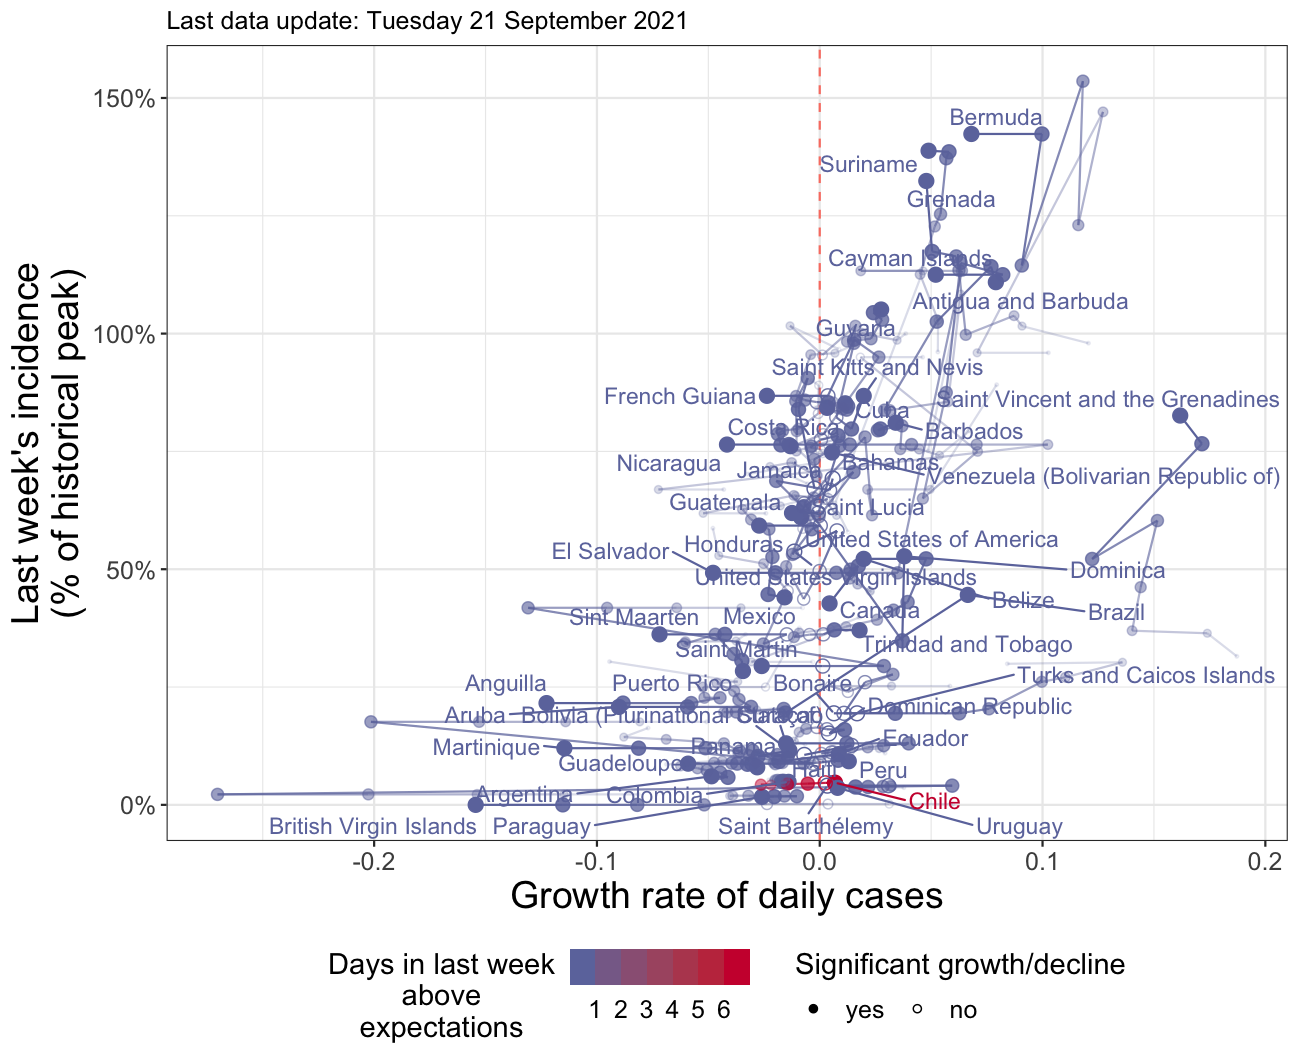 Last data update: Tuesday 21 September 2021
Last week's incidence
(% of historical peak)
150%
100%
50%
0%
Bermuda
Suriname
Grenada
Cayman Islands
Antigua and Barbuda
Guyana
Saint Kitts and Nevis
French Guiana
Saint Vincent and the Grenadines
Cuba
Costa Rica
Barbados
Nicaragua
Jamaica
Bahamas
Venezuela (Bolivarian Republic of)
Guatemala
Saint Lucia
Honduras
United States of America
El Salvador
Dominica
United States Virgin Islands
Belize
Canada
Brazil
Sint Maarten
Mexico
Trinidad and Tobago
Saint Martin
Turks and Caicos Islands
Anguilla
Puerto Rico
Bonaire
Dominican Republic
Aruba
Bolivia (Plurinational State of)
Curaçao
Ecuador
Martinique
Panama
Guadeloupe
Haiti
Peru
Argentina
Colombia
Chile
British Virgin Islands
Paraguay
Saint Barthélemy
Uruguay
-0.2
-0.1
0.0
0.1
0.2
Growth rate of daily cases
Days in last week
above
expectations
1 2 3 4 5 6
Significant growth/decline
yes
no